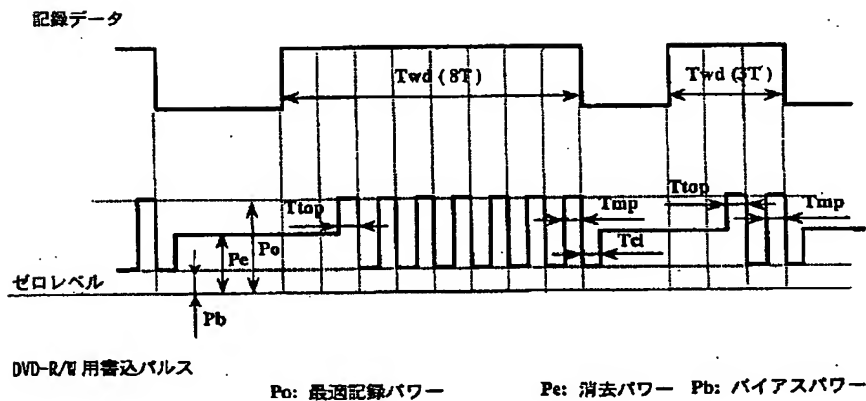 記録データ
Twd (8T)
Twd (3T)
Ttop
Tmp
Ttop
Tmp
Tcl
Pe
Po
ゼロレベル
Pb
DVD-R/W 用書込パルス
Po: 最適記録パワー Pe: 消去パワー Pb: バイアスパワー